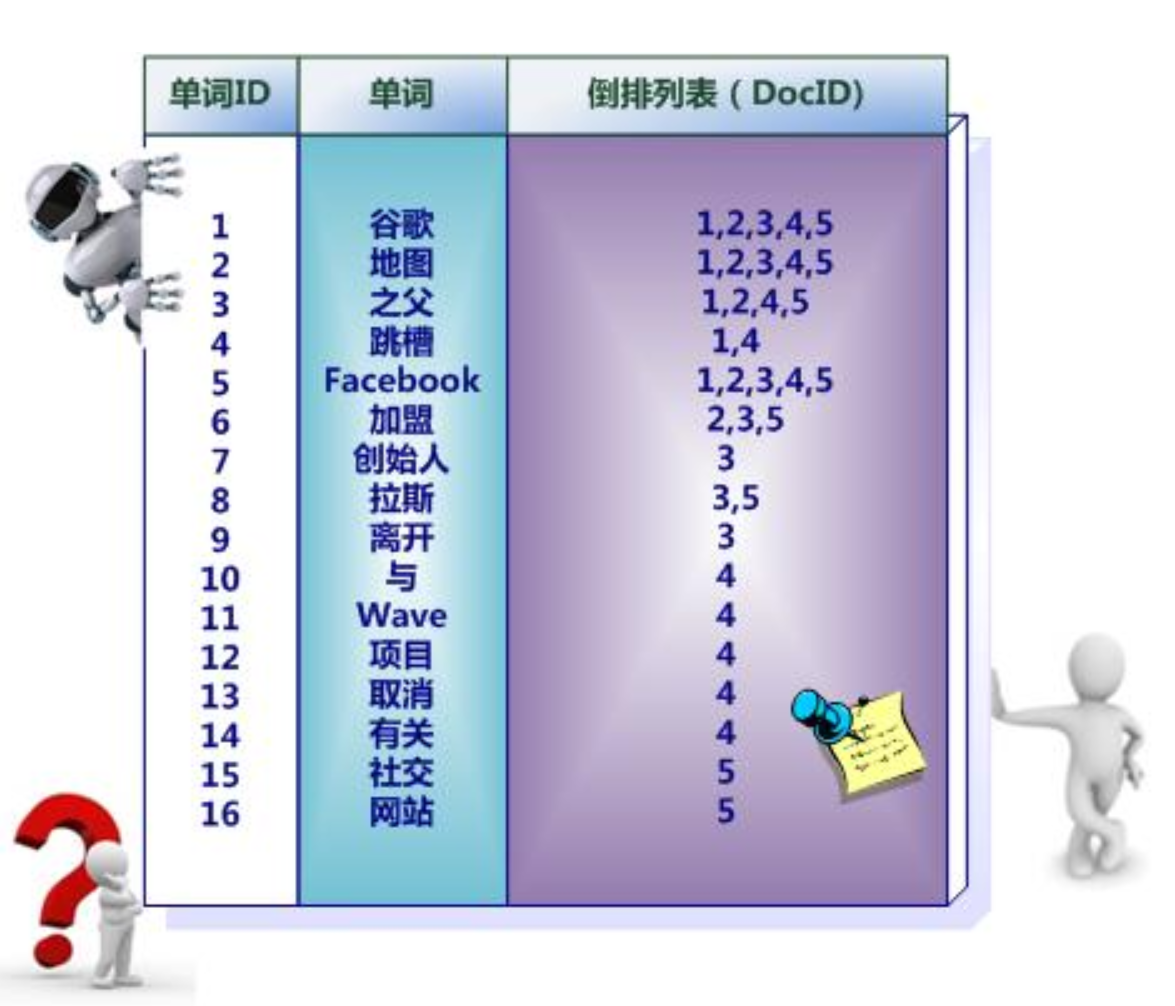 单词ID 单词 倒排列表（DocID)
1 谷歌 1,2,3,4,5
2 地图 1,2,3,4,5
3 之父 1,2,4,5
4 跳槽 1,4
5 Facebook 1,2,3,4,5
6 加盟 2,3,5
7 创始人 3
8 拉斯 3,5
9 离开 3
10 与 4
11 Wave 4
12 项目 4
13 取消 4
14 有关 4
15 社交 5
16 网站 5